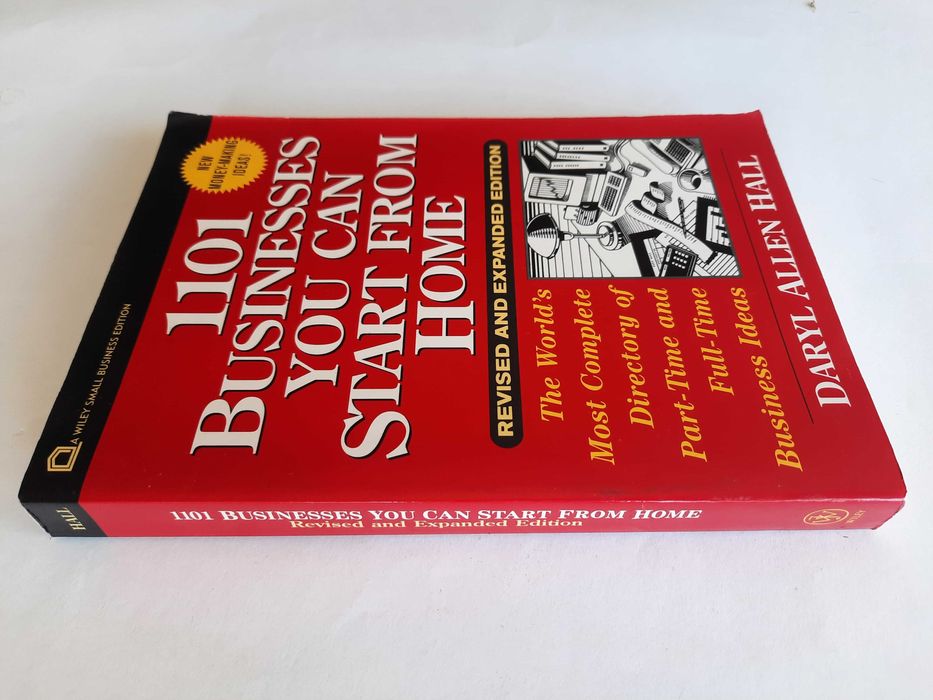 A WILEY SMALL BUSINESS EDITION
NEW
MONEY-MAKING
IDEAS!
1101
BUSINESSES
YOU CAN
START FROM
HOME
REVISED AND EXPANDED EDITION
The World's
Most Complete
Directory of
Part-Time and
Full-Time
Business Ideas
DARYL ALLEN HALL
HALL
1101 BUSINESSES YOU CAN START FROM HOME
Revised and Expanded Edition
WILEY